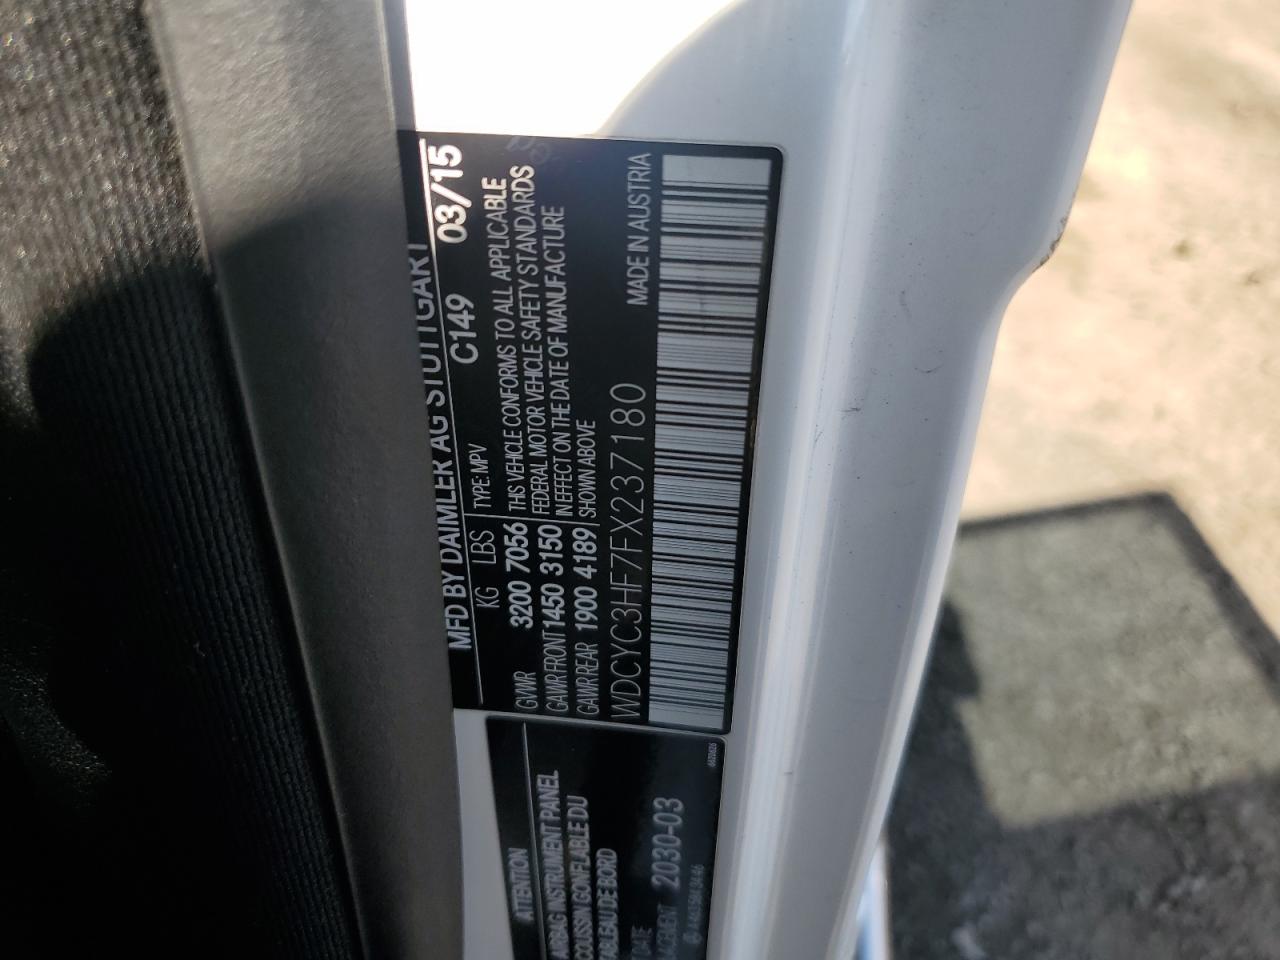 MFD BY DAIMLER AG STUTTGART
03/15
C149
KG LBS TYPE: MPV
GVWR 3200 7056 THIS VEHICLE CONFORMS TO ALL APPLICABLE
GAWR FRONT 1450 3150 FEDERAL MOTOR VEHICLE SAFETY STANDARDS
GAWR REAR 1900 4189 IN EFFECT ON THE DATE OF MANUFACTURE
SHOWN ABOVE
WDCYC3HF7FX237180 MADE IN AUSTRIA
ATTENTION
AIRBAG INSTRUMENT PANEL
COUSSIN GONFLABLE DU
TABLEAU DE BORD
2030-03